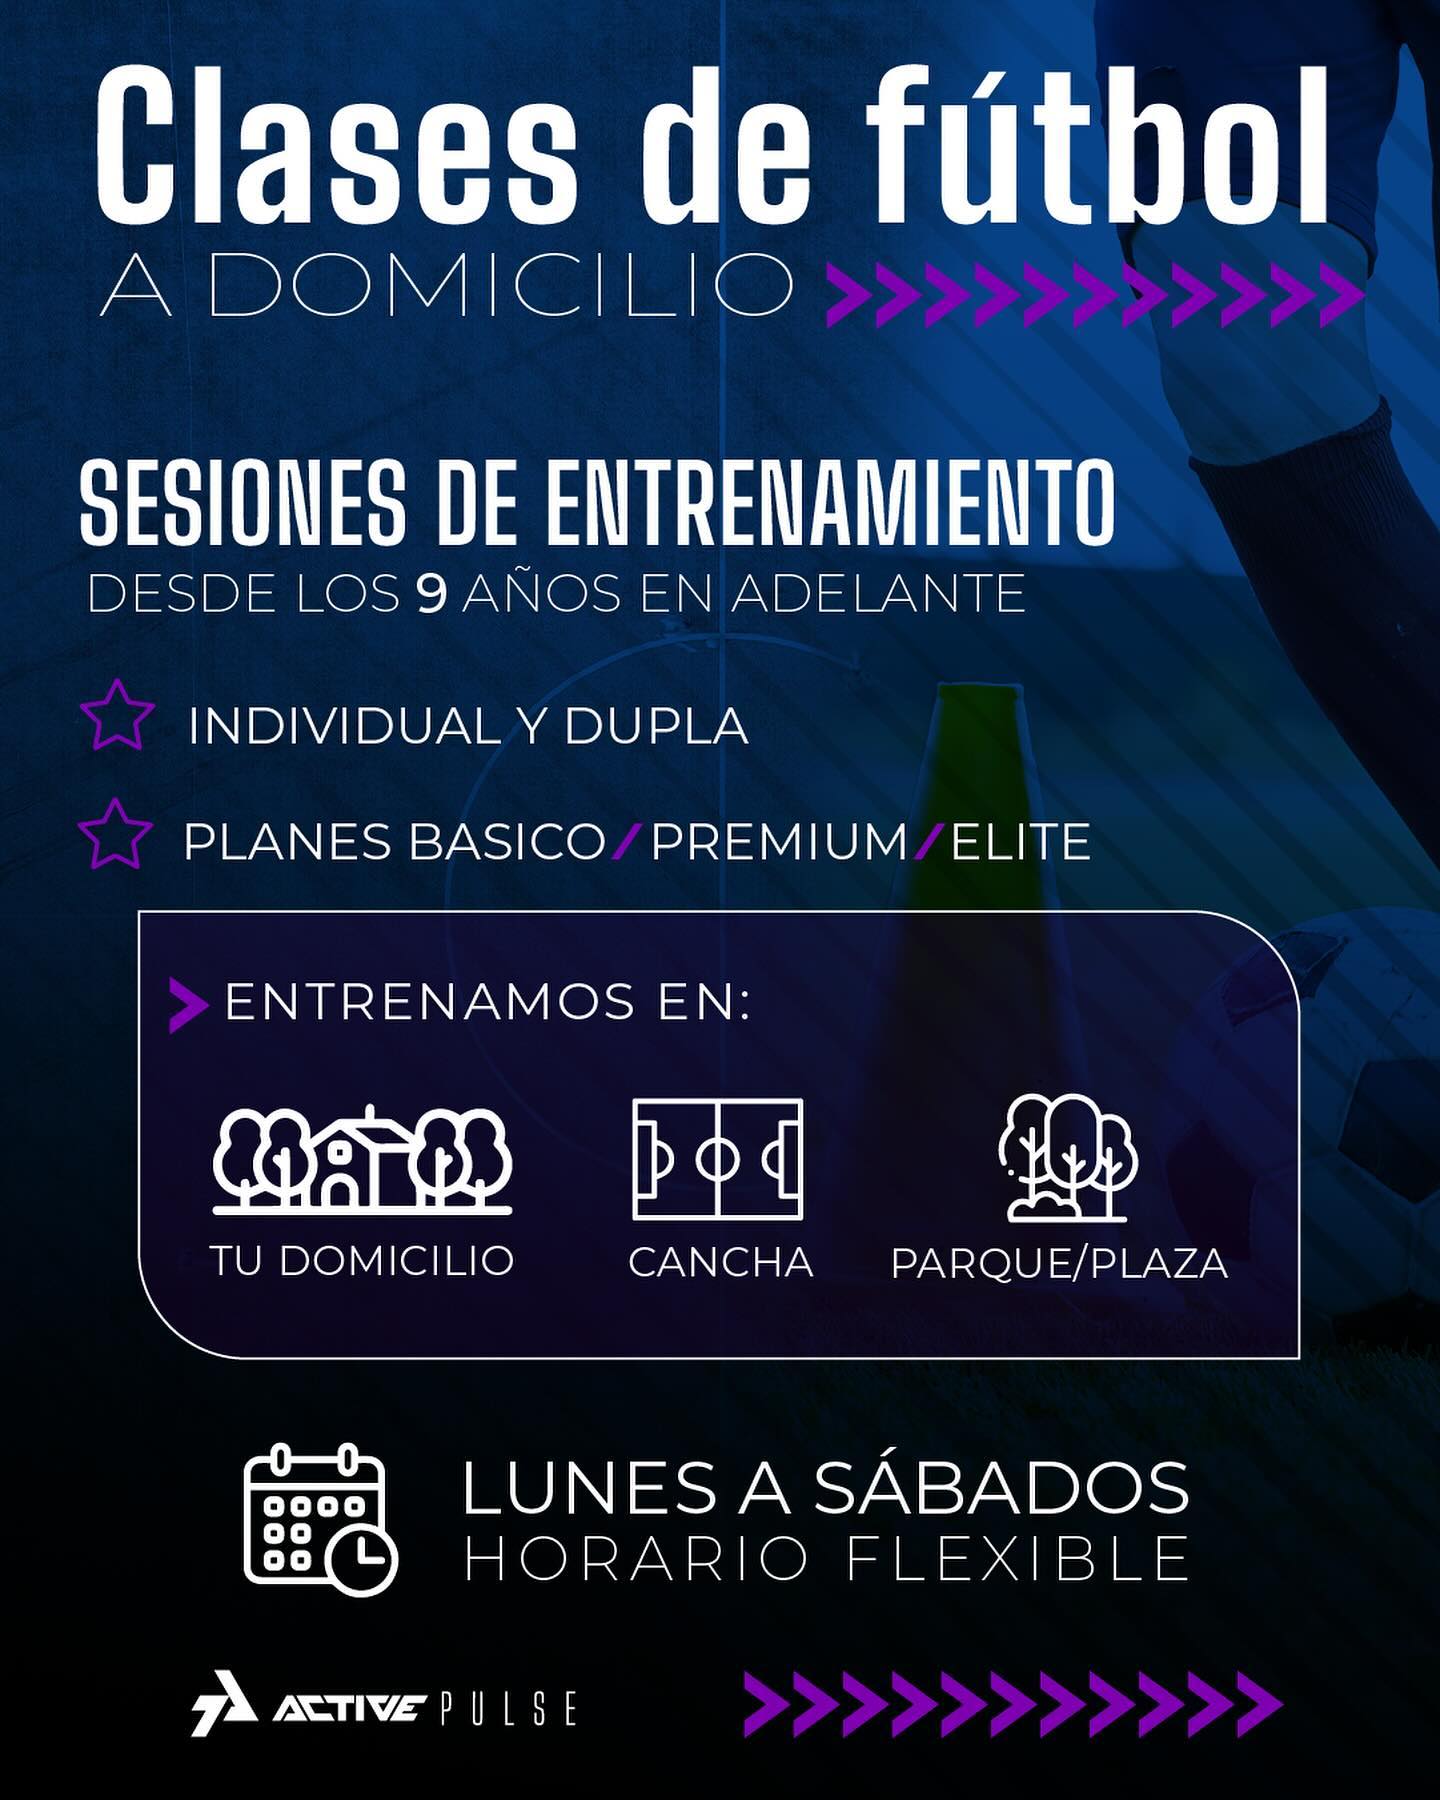 Clases de fútbol
A DOMICILIO
SESIONES DE ENTRENAMIENTO
DESDE LOS 9 AÑOS EN ADELANTE
INDIVIDUAL Y DUPLA
PLANES BASICO/PREMIUM/ELITE
ENTRENAMOS EN:
TU DOMICILIO
CANCHA
PARQUE/PLAZA
LUNES A SÁBADOS
HORARIO FLEXIBLE
ACTIVE PULSE